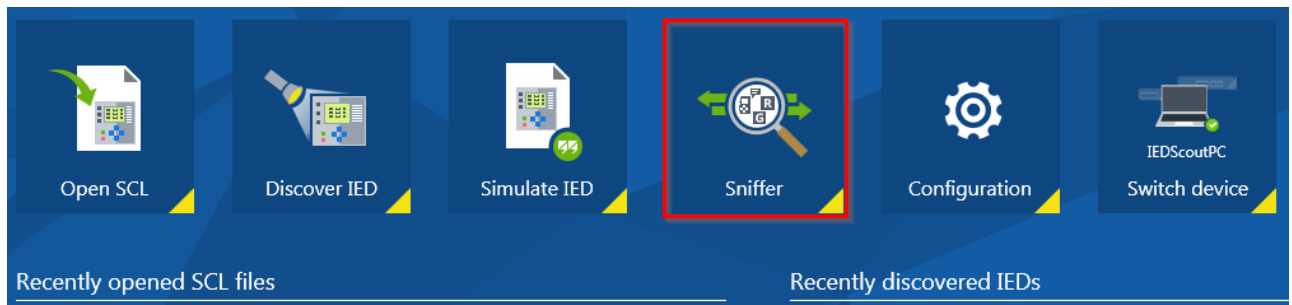 R
G
IEDScoutPC
Open SCL Discover IED Simulate IED Sniffer Configuration Switch device
Recently opened SCL files Recently discovered IEDs